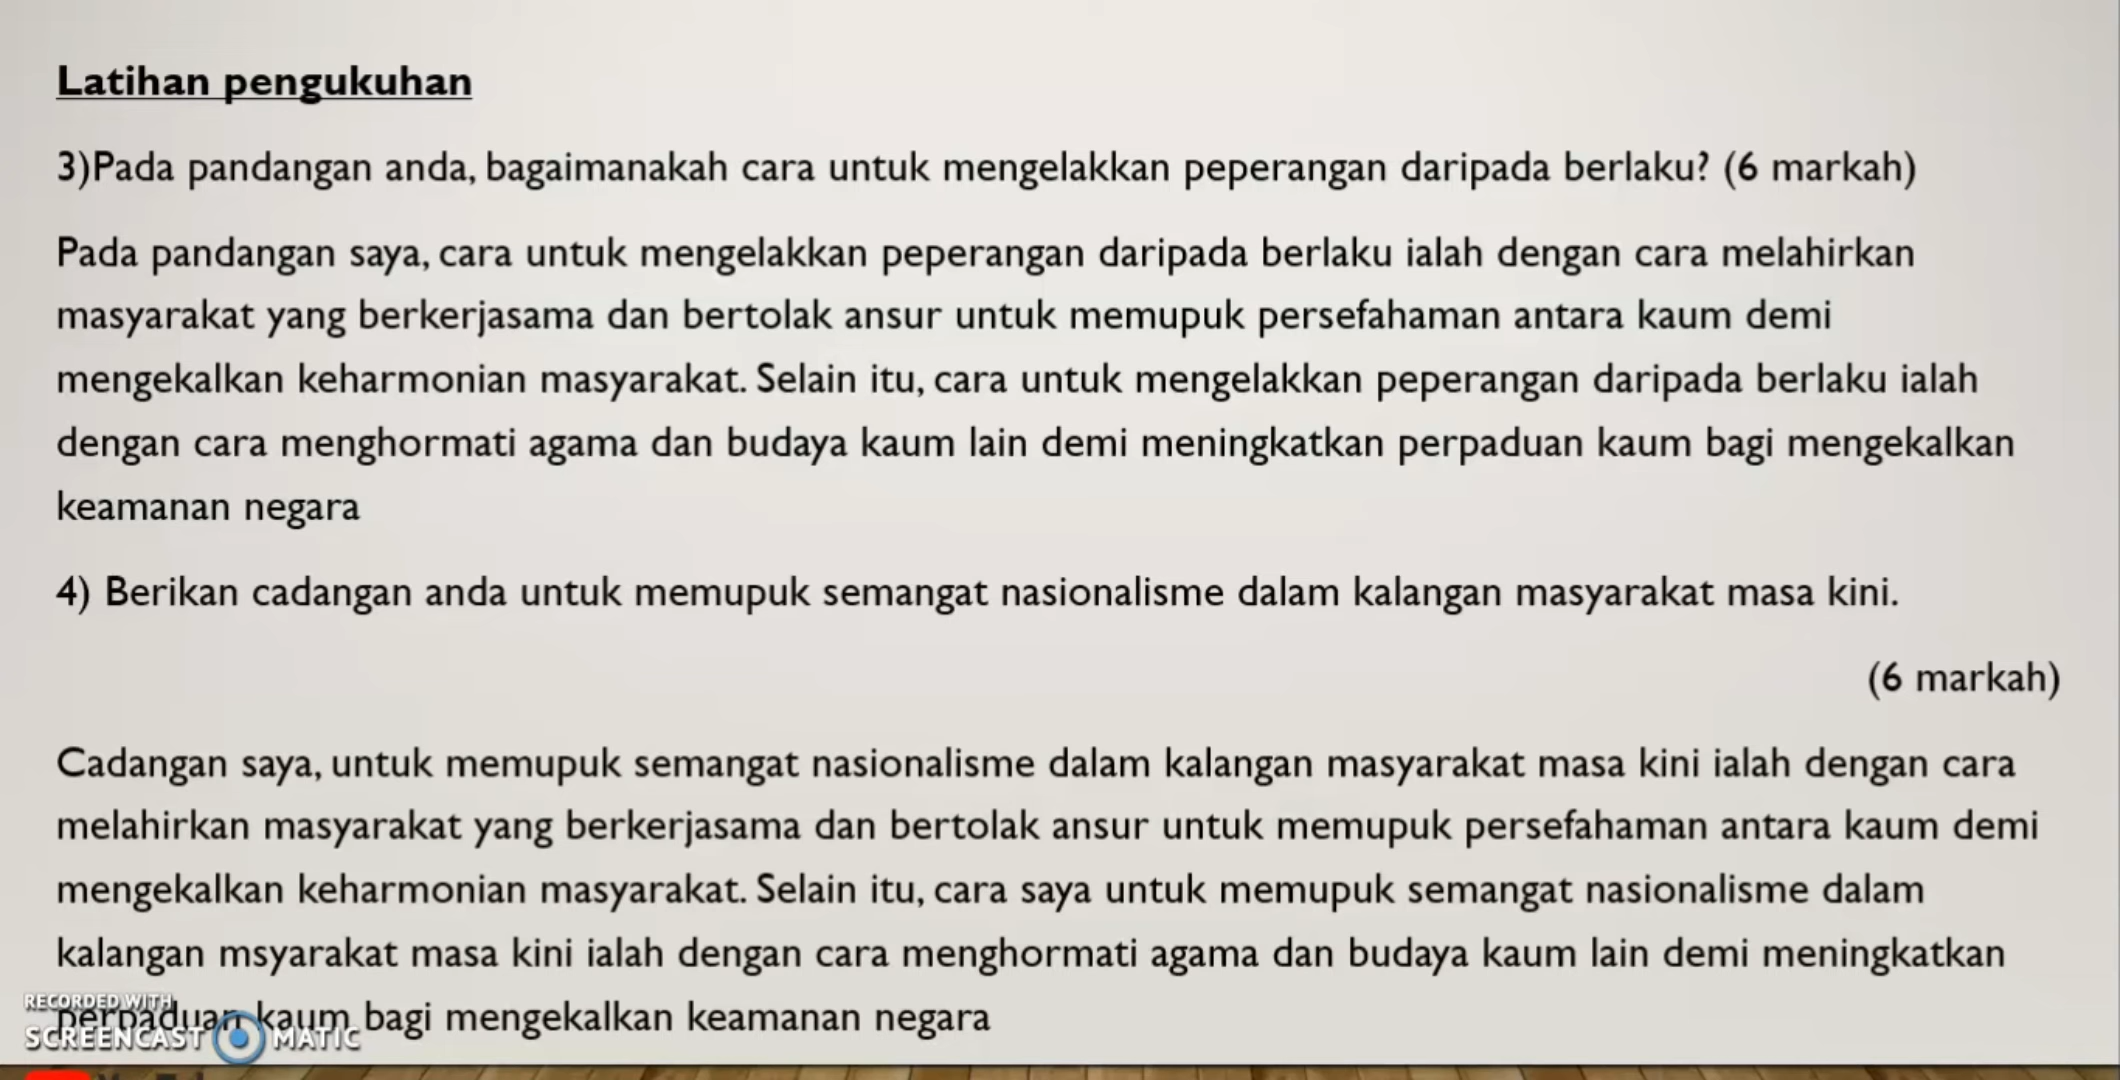 Latihan pengukuhan
3)Pada pandangan anda, bagaimanakah cara untuk mengelakkan peperangan daripada berlaku? (6 markah)
Pada pandangan saya, cara untuk mengelakkan peperangan daripada berlaku ialah dengan cara melahirkan
masyarakat yang berkerjasama dan bertolak ansur untuk memupuk persefahaman antara kaum demi
mengekalkan keharmonian masyarakat. Selain itu, cara untuk mengelakkan peperangan daripada berlaku ialah
dengan cara menghormati agama dan budaya kaum lain demi meningkatkan perpaduan kaum bagi mengekalkan
keamanan negara
4) Berikan cadangan anda untuk memupuk semangat nasionalisme dalam kalangan masyarakat masa kini.
(6 markah)
Cadangan saya, untuk memupuk semangat nasionalisme dalam kalangan masyarakat masa kini ialah dengan cara
melahirkan masyarakat yang berkerjasama dan bertolak ansur untuk memupuk persefahaman antara kaum demi
mengekalkan keharmonian masyarakat. Selain itu, cara saya untuk memupuk semangat nasionalisme dalam
kalangan msyarakat masa kini ialah dengan cara menghormati agama dan budaya kaum lain demi meningkatkan
perpaduan kaum bagi mengekalkan keamanan negara
RECORDED WITH
SCREENCAST MATIC